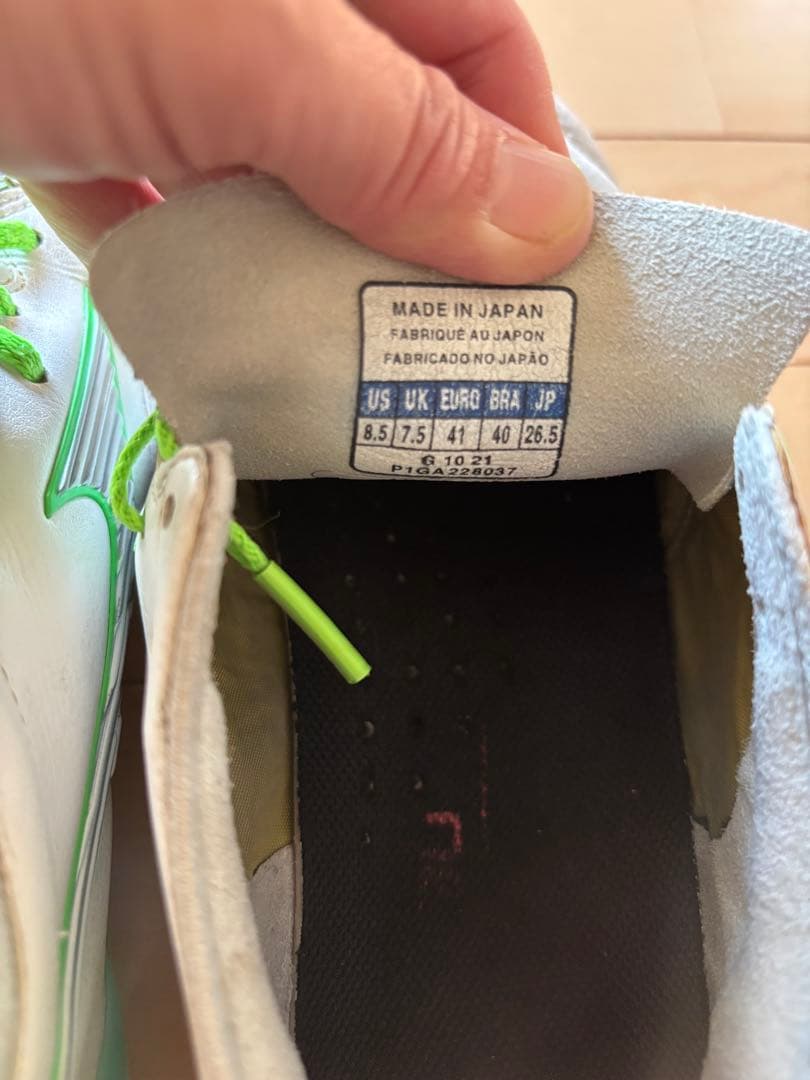 MADE IN JAPAN
FABRIQUÉ AU JAPON
FABRICADO NO JAPÃO
US UK EURO BRA JP
8.5 7.5 41 40 26.5
G 10 21
P1GA228037